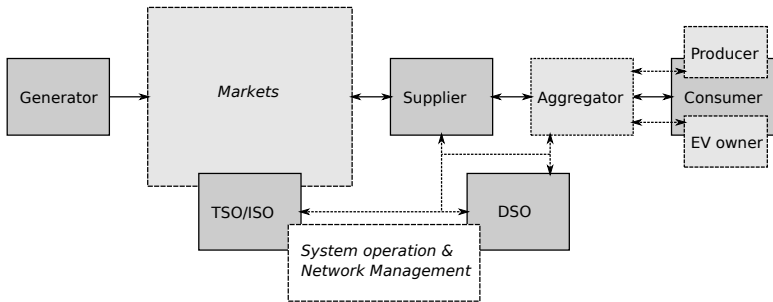 Producer
Generator
Markets
Supplier
Aggregator
Consumer
EV owner
TSO/ISO
DSO
System operation &
Network Management